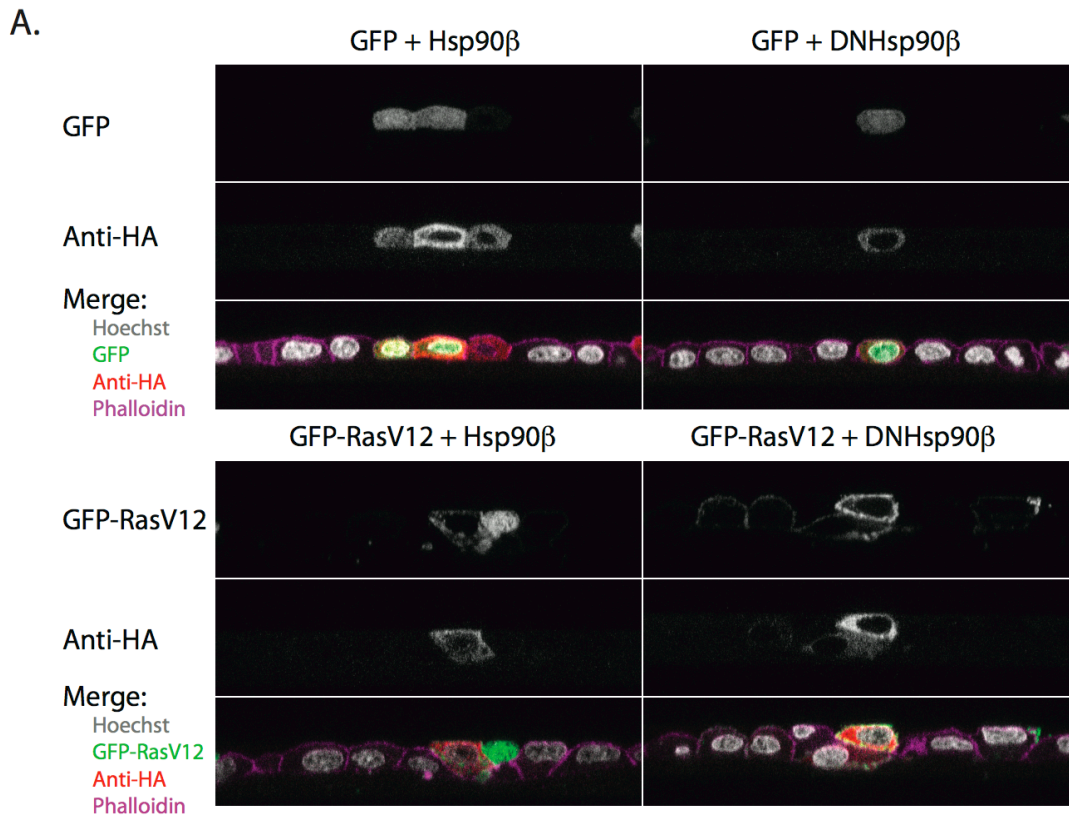 A.
GFP + Hsp90β
GFP + DNHsp90β
GFP
Anti-HA
Merge:
Hoechst
GFP
Anti-HA
Phalloidin
GFP-RasV12 + Hsp90β
GFP-RasV12 + DNHsp90β
GFP-RasV12
Anti-HA
Merge:
Hoechst
GFP-RasV12
Anti-HA
Phalloidin